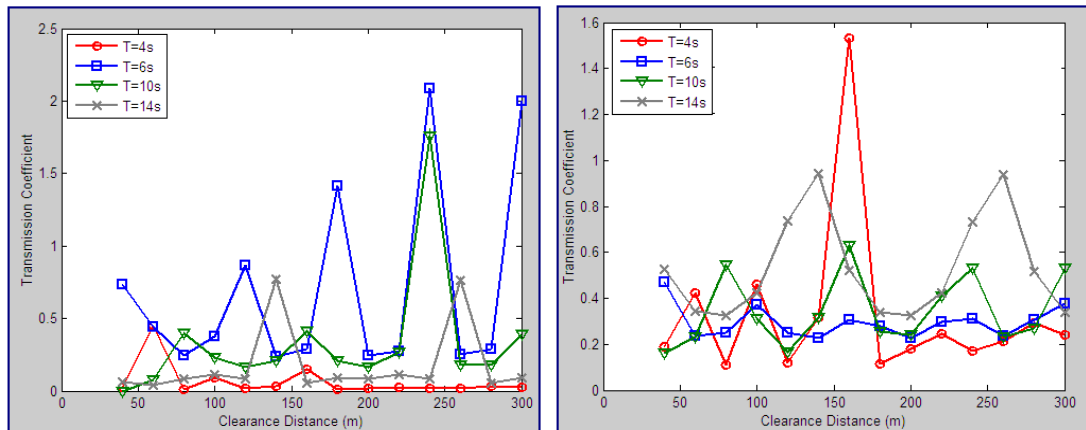 2.5
2
1.5
1
0.5
0
0
50
100
150
200
250
300
Transmission Coefficient
Clearance Distance (m)
T=4s
T=6s
T=10s
T=14s
1.6
1.4
1.2
1
0.8
0.6
0.4
0.2
0
0
50
100
150
200
250
300
Transmission Coefficient
Clearance Distance (m)
T=4s
T=6s
T=10s
T=14s